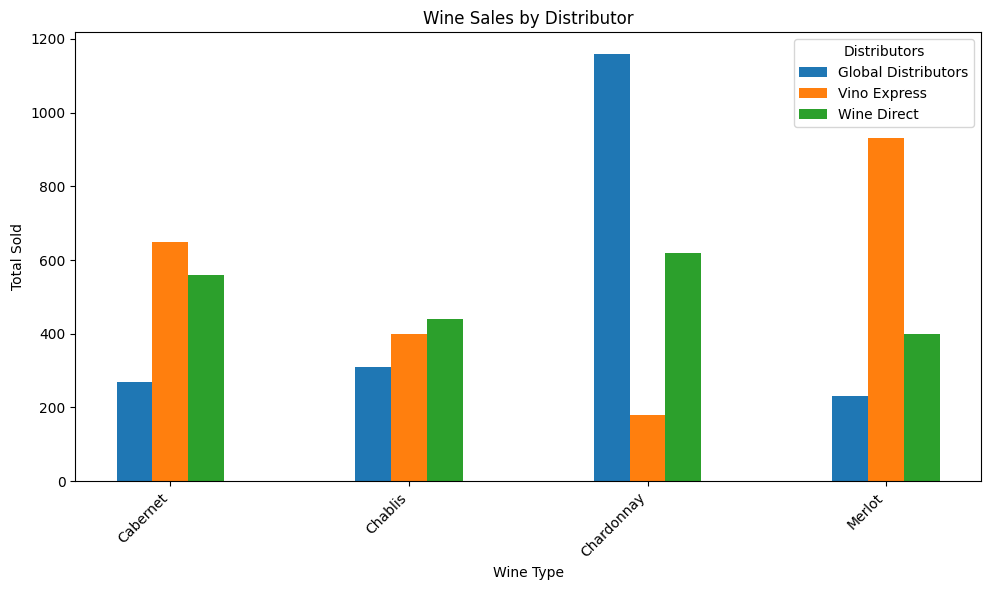 Wine Sales by Distributor
Distributors
Global Distributors
Vino Express
Wine Direct
Total Sold
1200
1000
800
600
400
200
0
Cabernet
Chablis
Chardonnay
Merlot
Wine Type